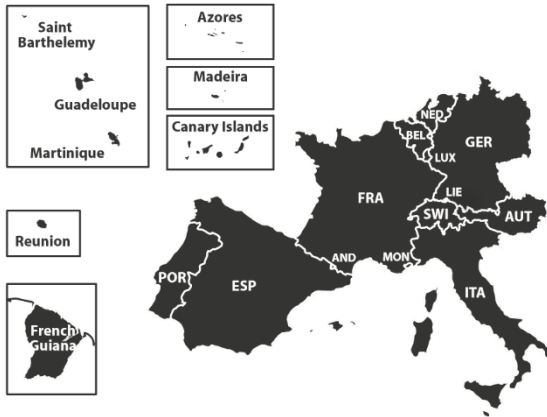 Saint
Barthelemy
Guadeloupe
Martinique
Azores
Madeira
Canary Islands
Reunion
French
Guiana
NED
BEL
GER
LUX
LIE
FRA
SWI
AUT
AND
MON
POR
ESP
ITA